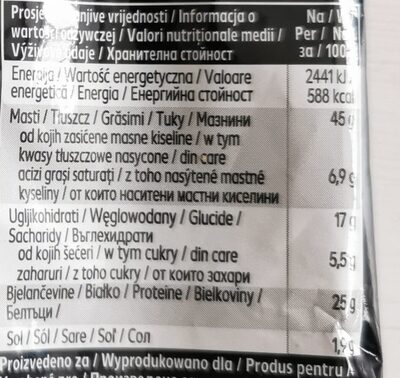 Prosje hranjive vrijednosti / Informacja o Na / W
wartości odżywczej / Valori nutriționale medii / Per / Na
Výživové údaje / Хранителна стойност за / 100
Energija / Wartość energetyczna / Valoare 2441 kJ/
energetică / Energia / Енергийна стойност 588 kcal
Masti / Tłuszcz / Grăsimi / Tuky / Мазнини 45 g
od kojih zasićene masne kiseline / w tym
kwasy tłuszczowe nasycone / din care
acizi grași saturați / z toho nasýtené mastné 6,9 g
kyseliny / от които наситени мастни киселини
Ugljikohidrati / Węglowodany / Glucide / 17 g
Sacharidy / Въглехидрати
od kojih šećeri / w tym cukry / din care 5,5 g
zaharuri / z toho cukry / от които захари
Bjelančevine / Białko / Proteine / Bielkoviny / 25 g
Белтъци /
Sol / Sól / Sare / Soľ / Сол 1,9 g
Proizvedeno za / Wyprodukowano dla / Produs pentru